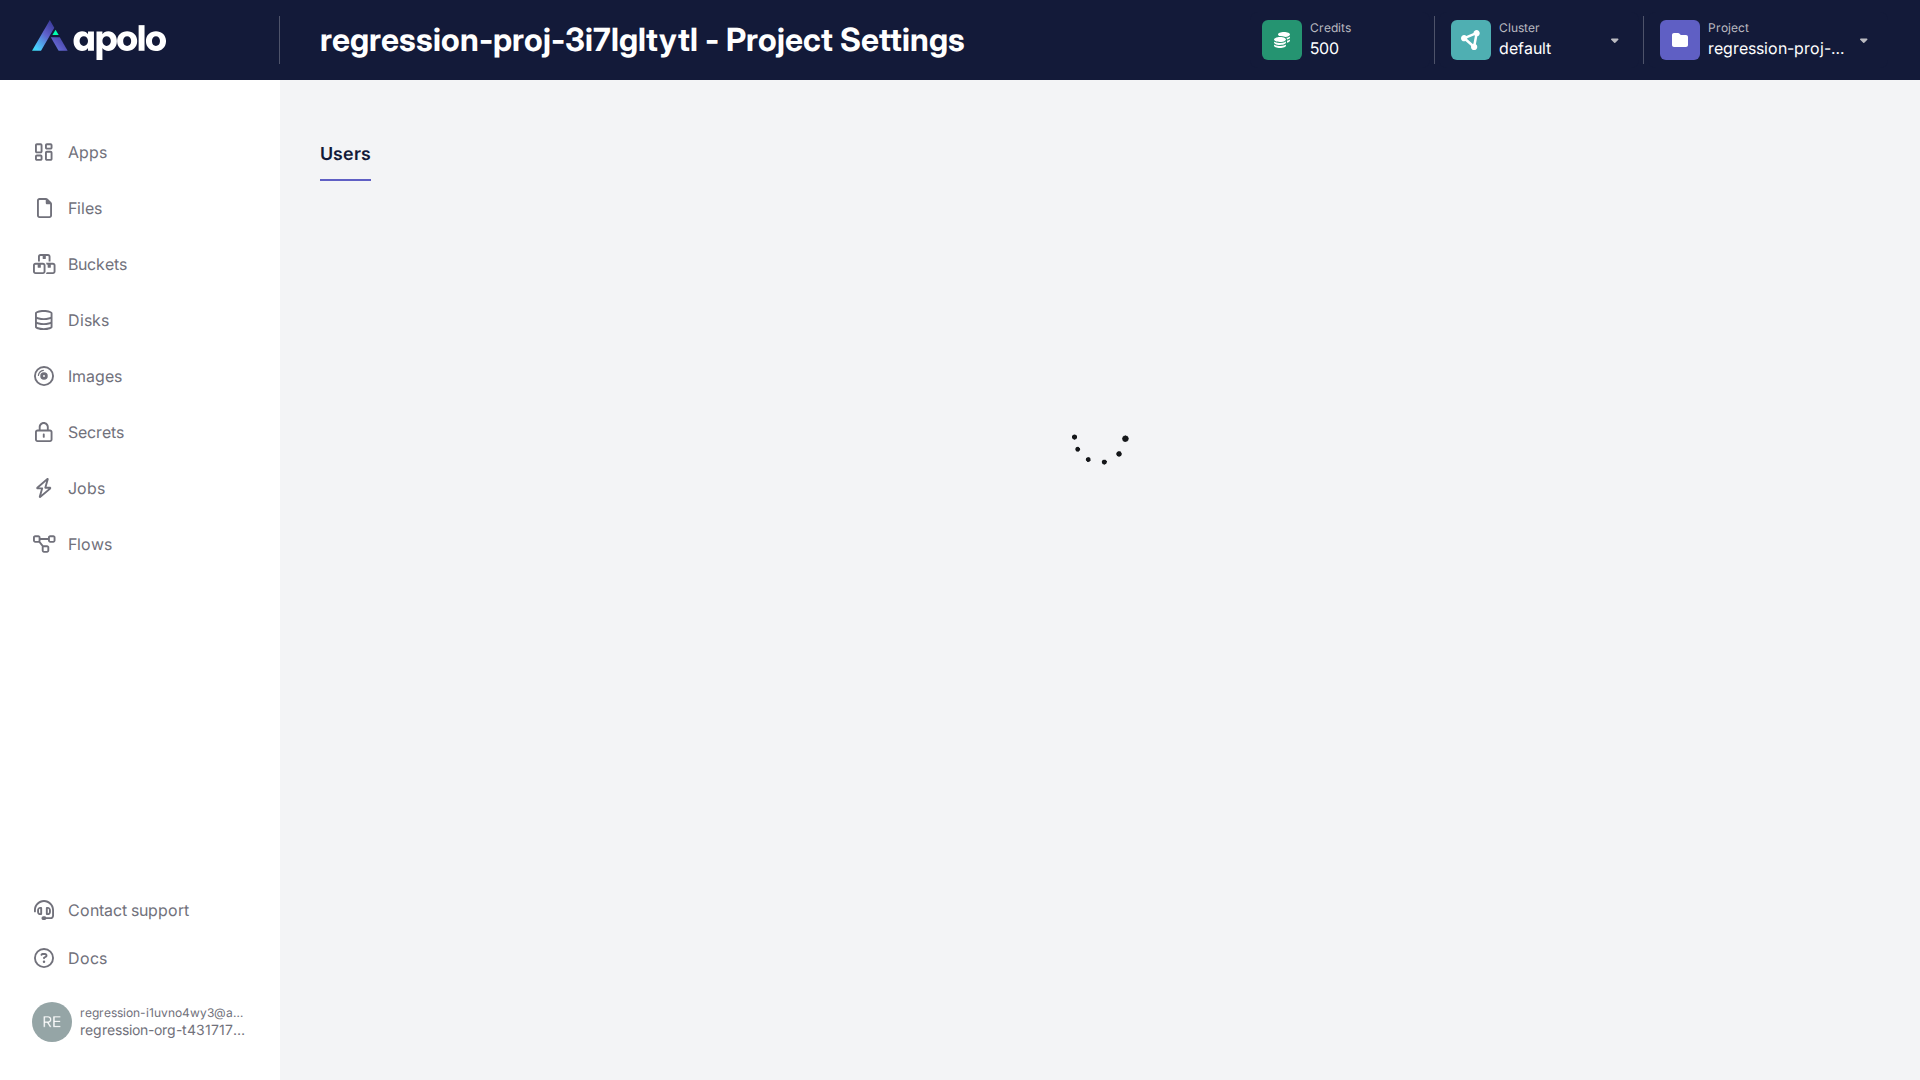 apolo
regression-proj-3i7lgltytl - Project Settings
Credits
500
Cluster
default
Project
regression-proj-...
Apps
Files
Buckets
Disks
Images
Secrets
Jobs
Flows
Users
Contact support
Docs
RE
regression-i1uvno4wy3@a...
regression-org-t431717...